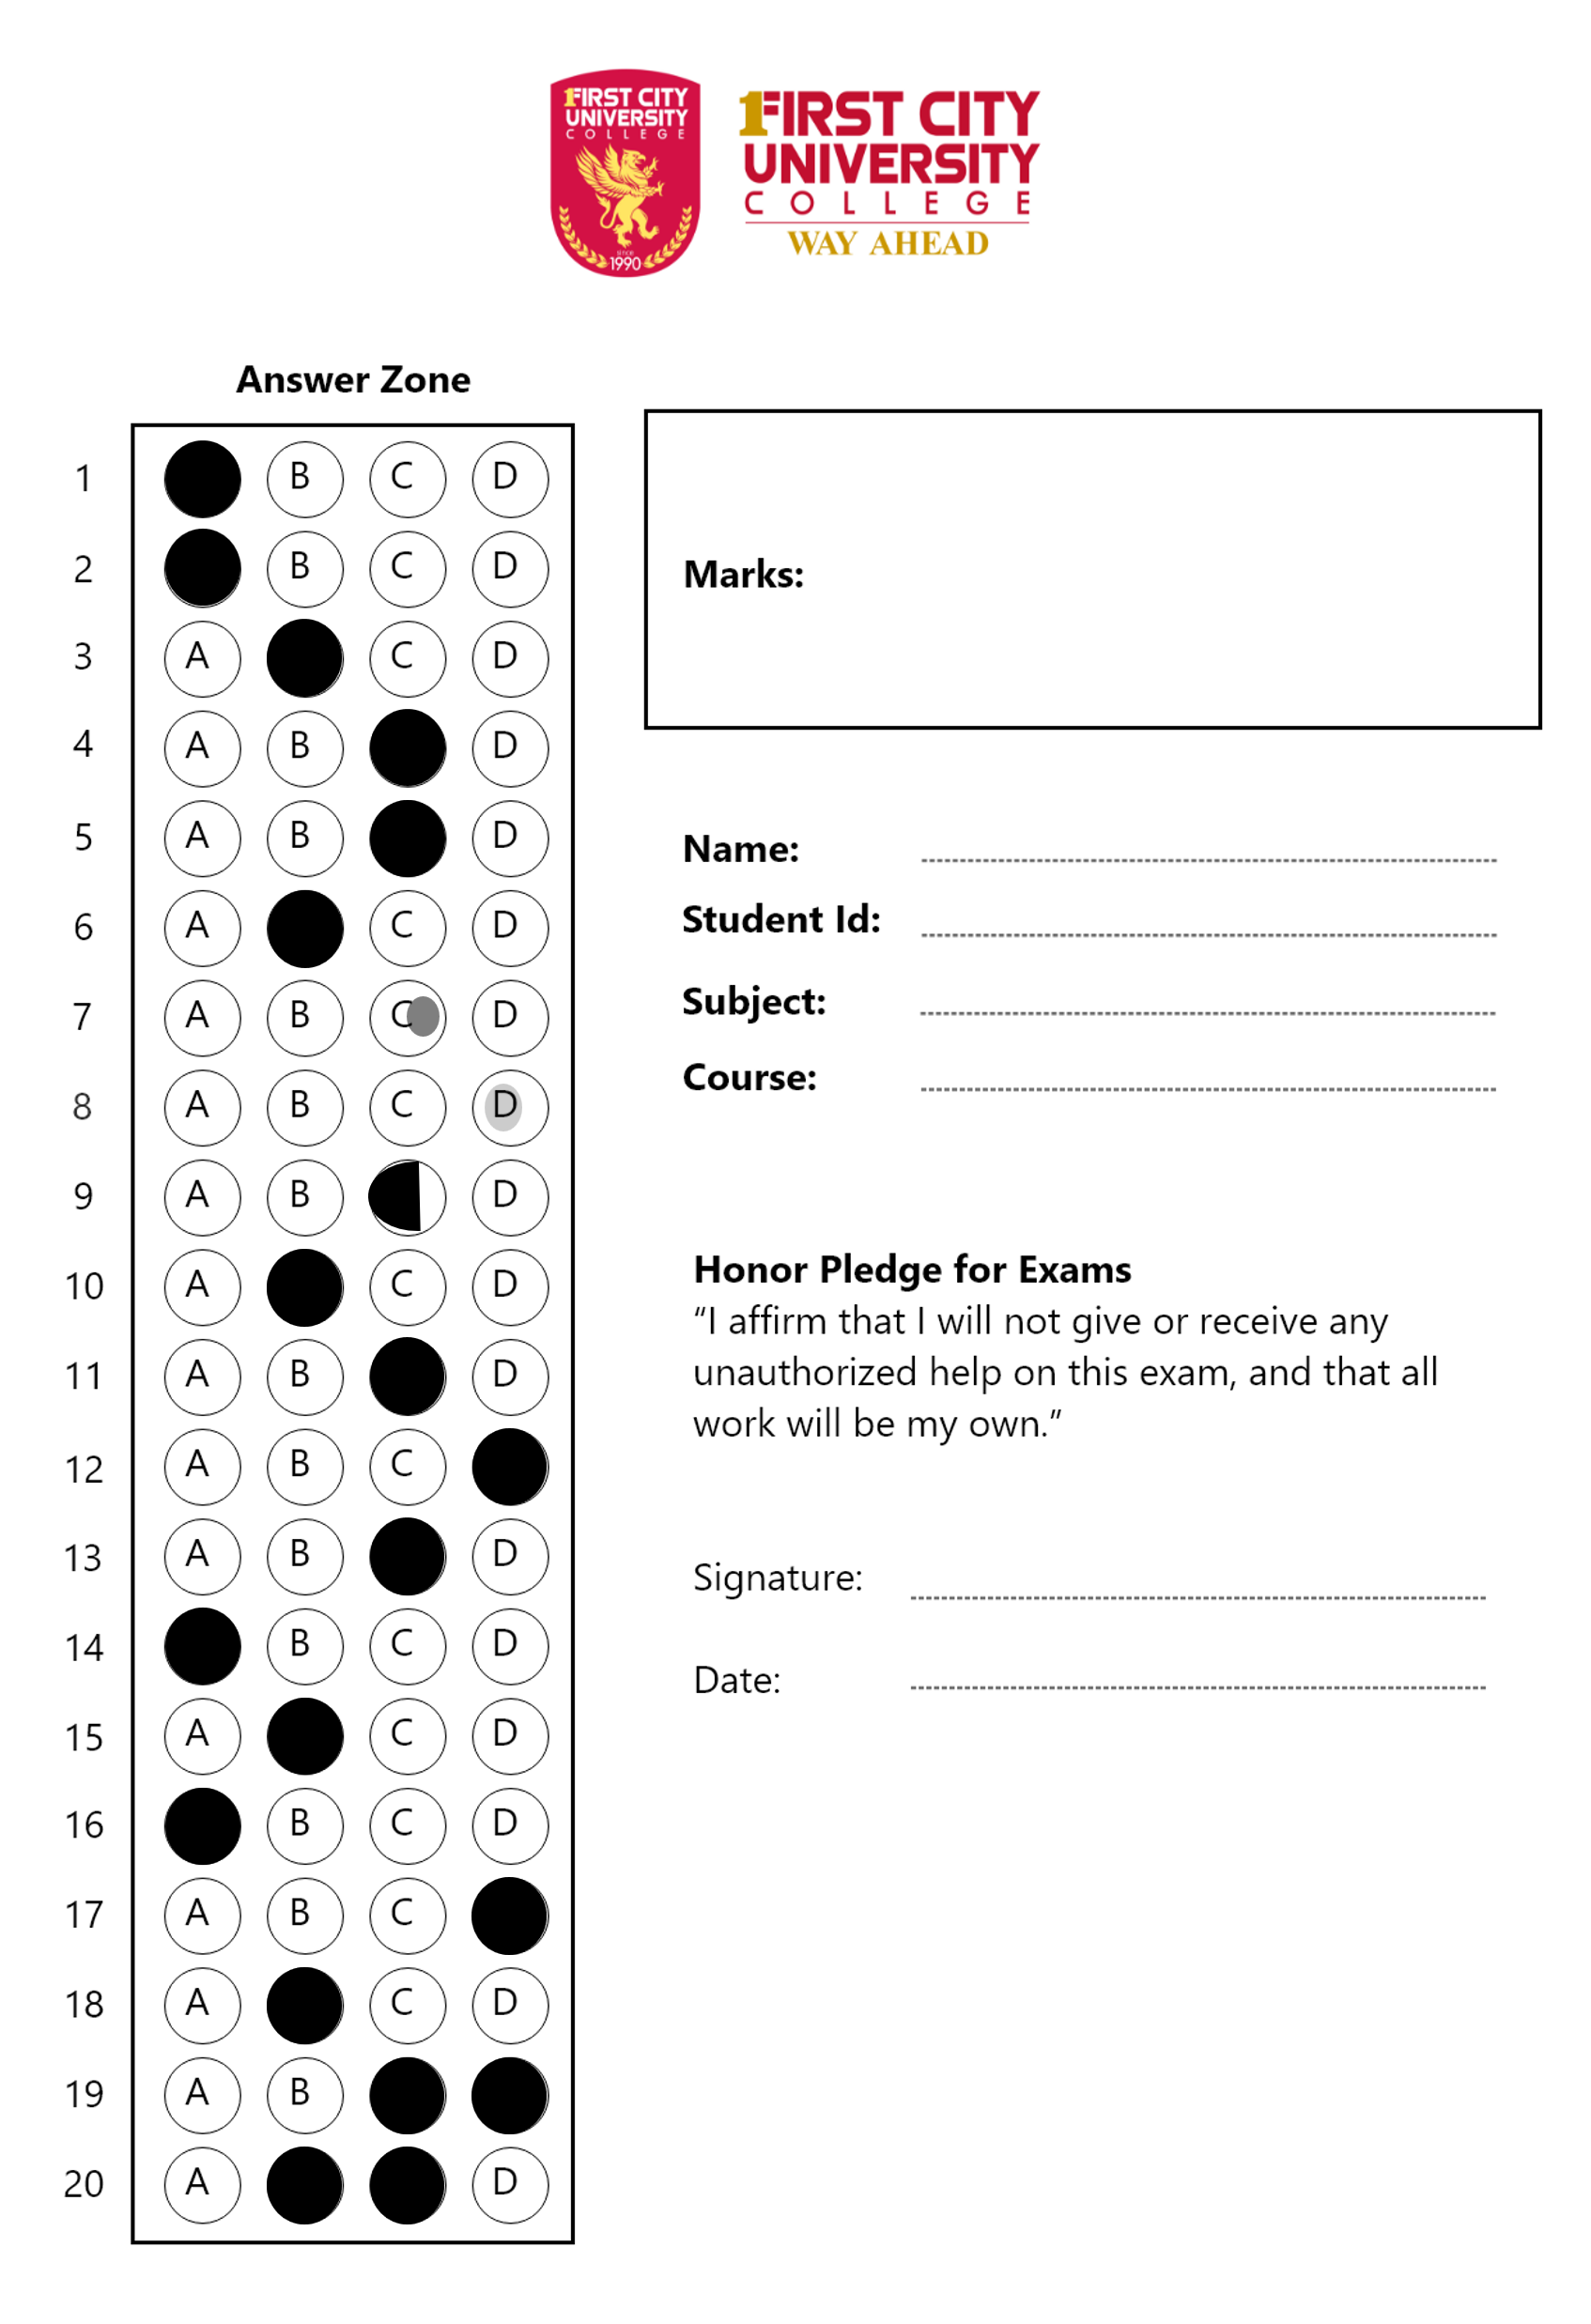 1FIRST CITY
UNIVERSITY
COLLEGE
since
1990
1FIRST CITY
UNIVERSITY
COLLEGE
WAY AHEAD
Answer Zone
1 B C D
2 B C D
3 A C D
4 A B D
5 A B D
6 A C D
7 A B C D
8 A B C D
9 A B D
10 A C D
11 A B D
12 A B C
13 A B D
14 B C D
15 A C D
16 B C D
17 A B C
18 A C D
19 A B
20 A D
Marks:
Name:
Student Id:
Subject:
Course:
Honor Pledge for Exams
“I affirm that I will not give or receive any
unauthorized help on this exam, and that all
work will be my own.”
Signature:
Date: